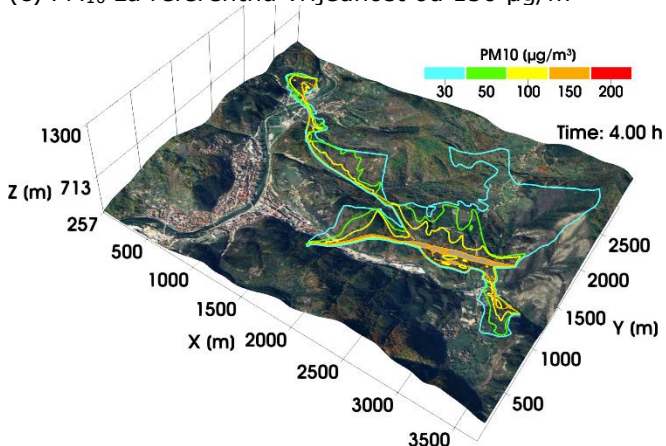 (c) PM₁₀ za referentnu vrijednost od 150 µg/m³
PM10 (µg/m³)
30 50 100 150 200
Time: 4.00 h
1300
Z (m) 713
257
500
1000
1500
X (m) 2000
2500
3000
3500
2500
2000
1500 Y (m)
1000
500